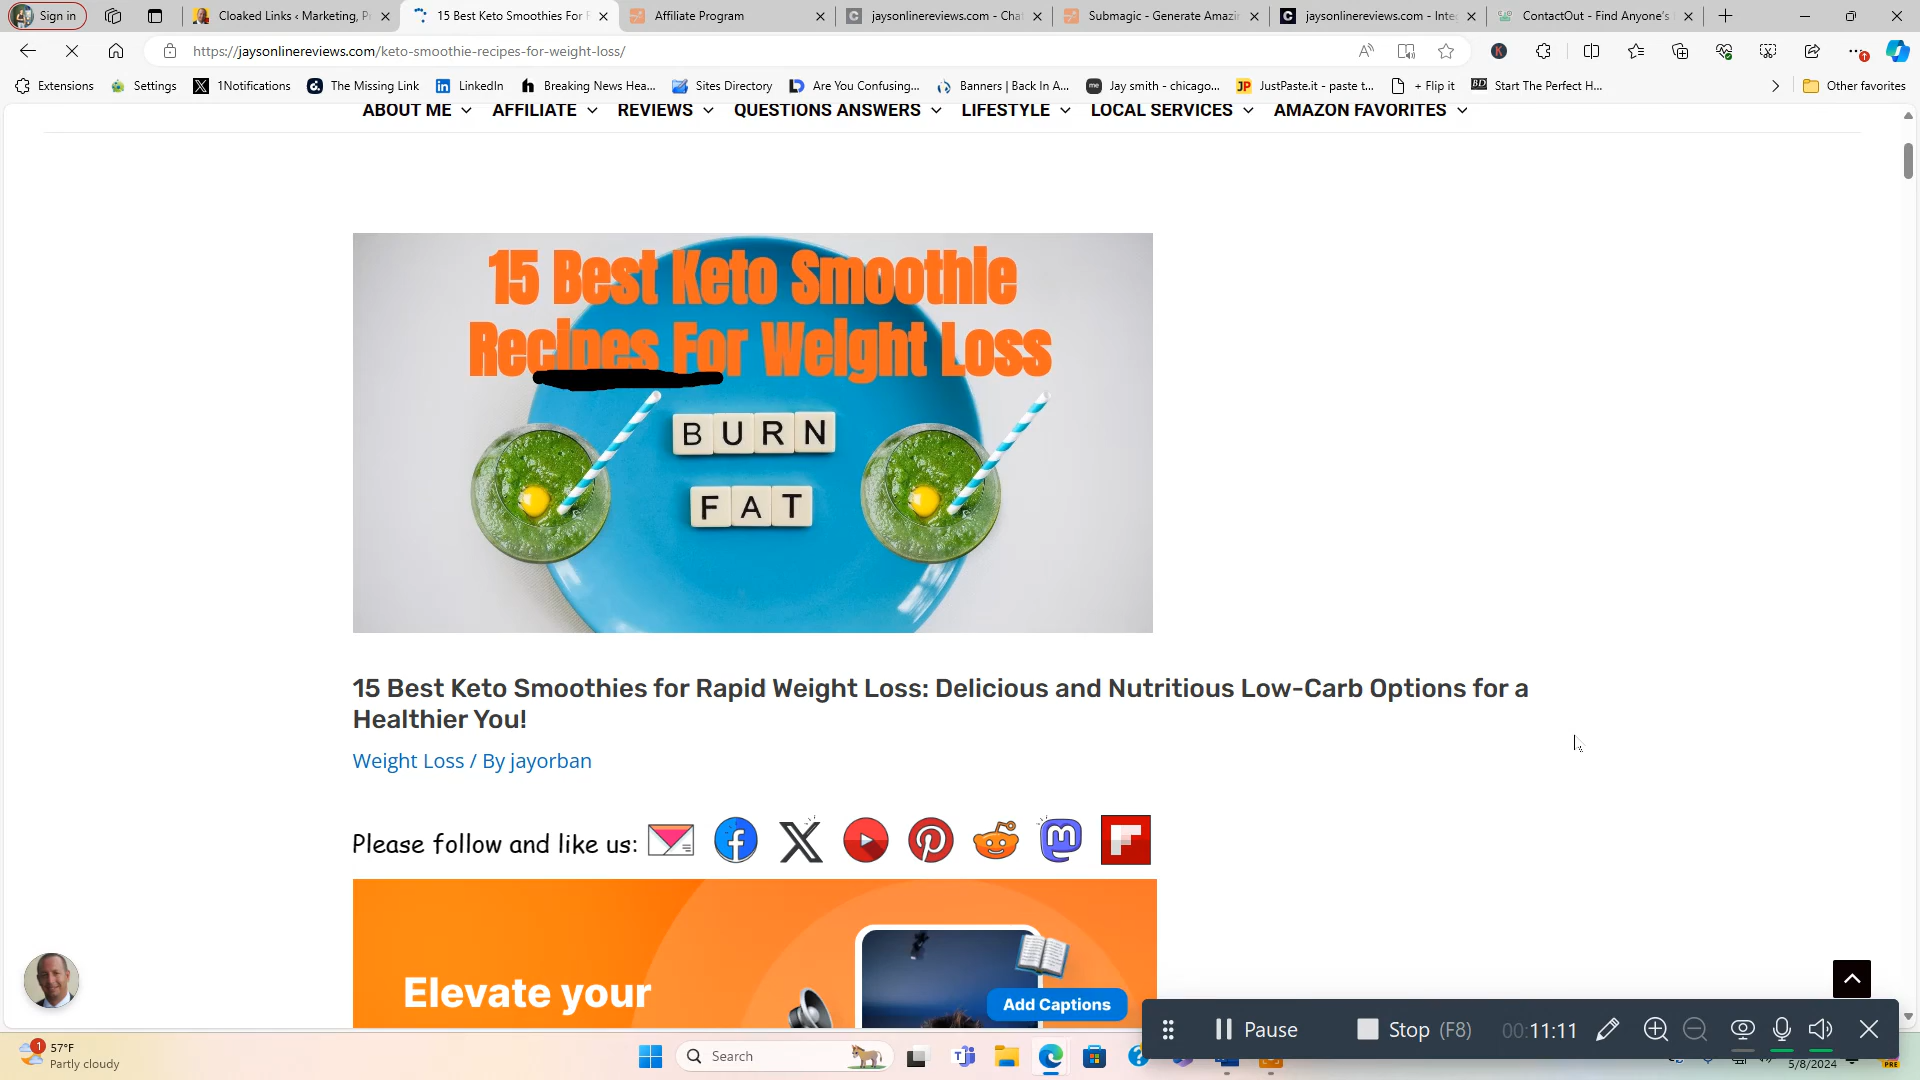 Sign in
Cloaked Links ‹ Marketing, P
15 Best Keto Smoothies For F
Affiliate Program
jaysonlinereviews.com - Cha
Submagic - Generate Amazi
jaysonlinereviews.com - Inte
ContactOut - Find Anyone's
https://jaysonlinereviews.com/keto-smoothie-recipes-for-weight-loss/
Extensions
Settings
1Notifications
The Missing Link
LinkedIn
Breaking News Hea...
Sites Directory
Are You Confusing...
Banners | Back In A...
Jay smith - chicago...
JustPaste.it - paste t...
+ Flip it
Start The Perfect H...
Other favorites
ABOUT ME
AFFILIATE
REVIEWS
QUESTIONS ANSWERS
LIFESTYLE
LOCAL SERVICES
AMAZON FAVORITES
15 Best Keto Smoothie
Recipes For Weight Loss
BURN
FAT
15 Best Keto Smoothies for Rapid Weight Loss: Delicious and Nutritious Low-Carb Options for a
Healthier You!
Weight Loss / By jayorban
Please follow and like us:
Elevate your
Add Captions
Pause
Stop (F8)
00:11:11
1
57°F
Partly cloudy
Search
5/8/2024
PRE